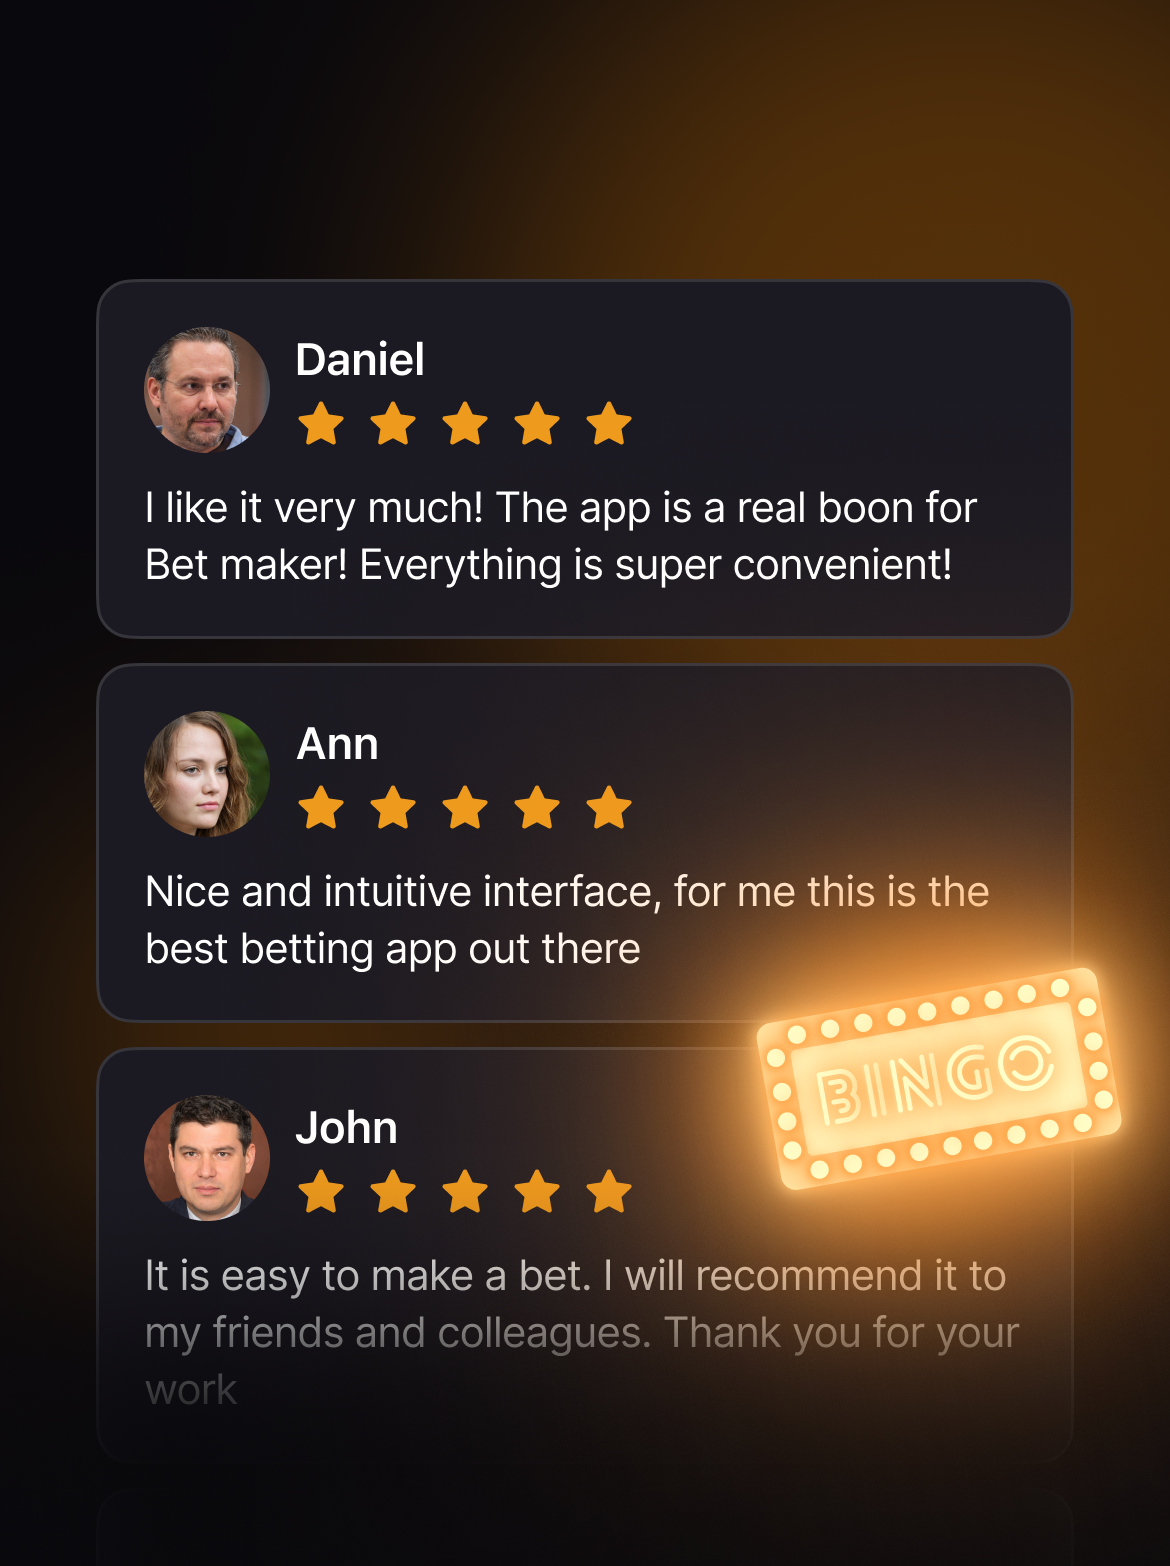 Daniel
I like it very much! The app is a real boon for
Bet maker! Everything is super convenient!
Ann
Nice and intuitive interface, for me this is the
best betting app out there
BINGO
John
It is easy to make a bet. I will recommend it to
my friends and colleagues. Thank you for your
work